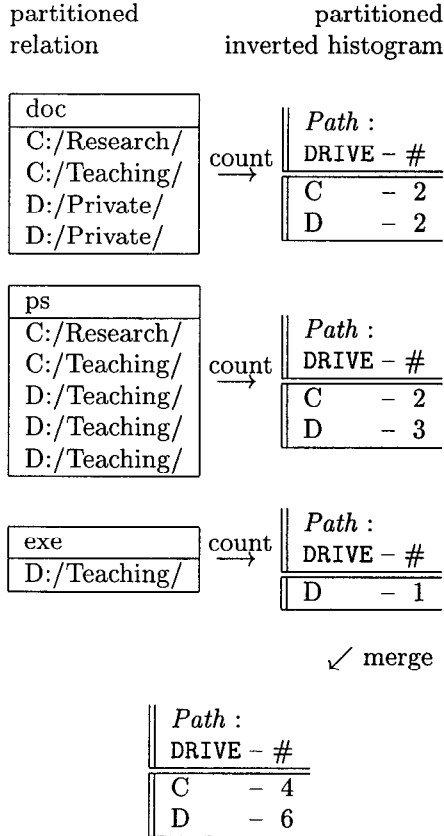 partitioned partitioned
relation inverted histogram
doc
C:/Research/
C:/Teaching/
D:/Private/
D:/Private/
count
→
Path :
DRIVE – #
C – 2
D – 2
ps
C:/Research/
C:/Teaching/
D:/Teaching/
D:/Teaching/
D:/Teaching/
count
→
Path :
DRIVE – #
C – 2
D – 3
exe
D:/Teaching/
count
→
Path :
DRIVE – #
D – 1
↙ merge
Path :
DRIVE – #
C – 4
D – 6